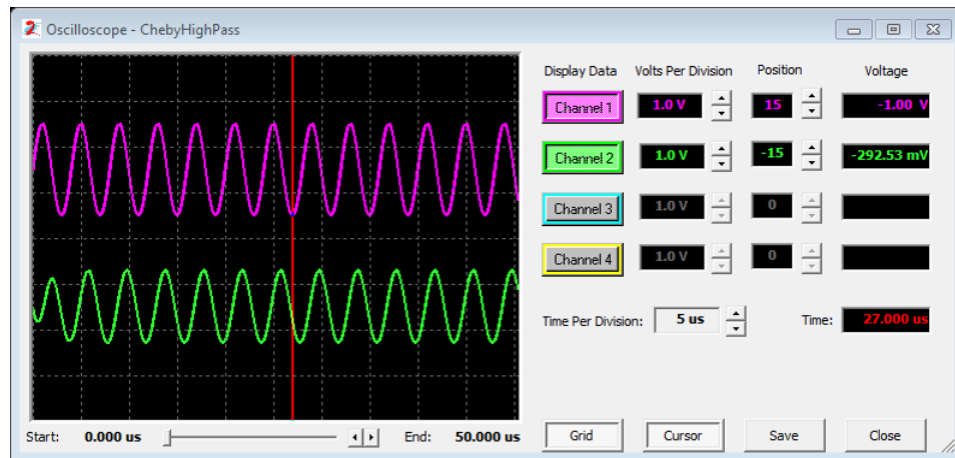 Oscilloscope - ChebyHighPass
Display Data Volts Per Division Position Voltage
Channel 1 1.0 V 15 -1.00 V
Channel 2 1.0 V -15 -292.53 mV
Channel 3 1.0 V 0
Channel 4 1.0 V 0
Time Per Division: 5 us Time: 27.000 us
Start: 0.000 us End: 50.000 us Grid Cursor Save Close